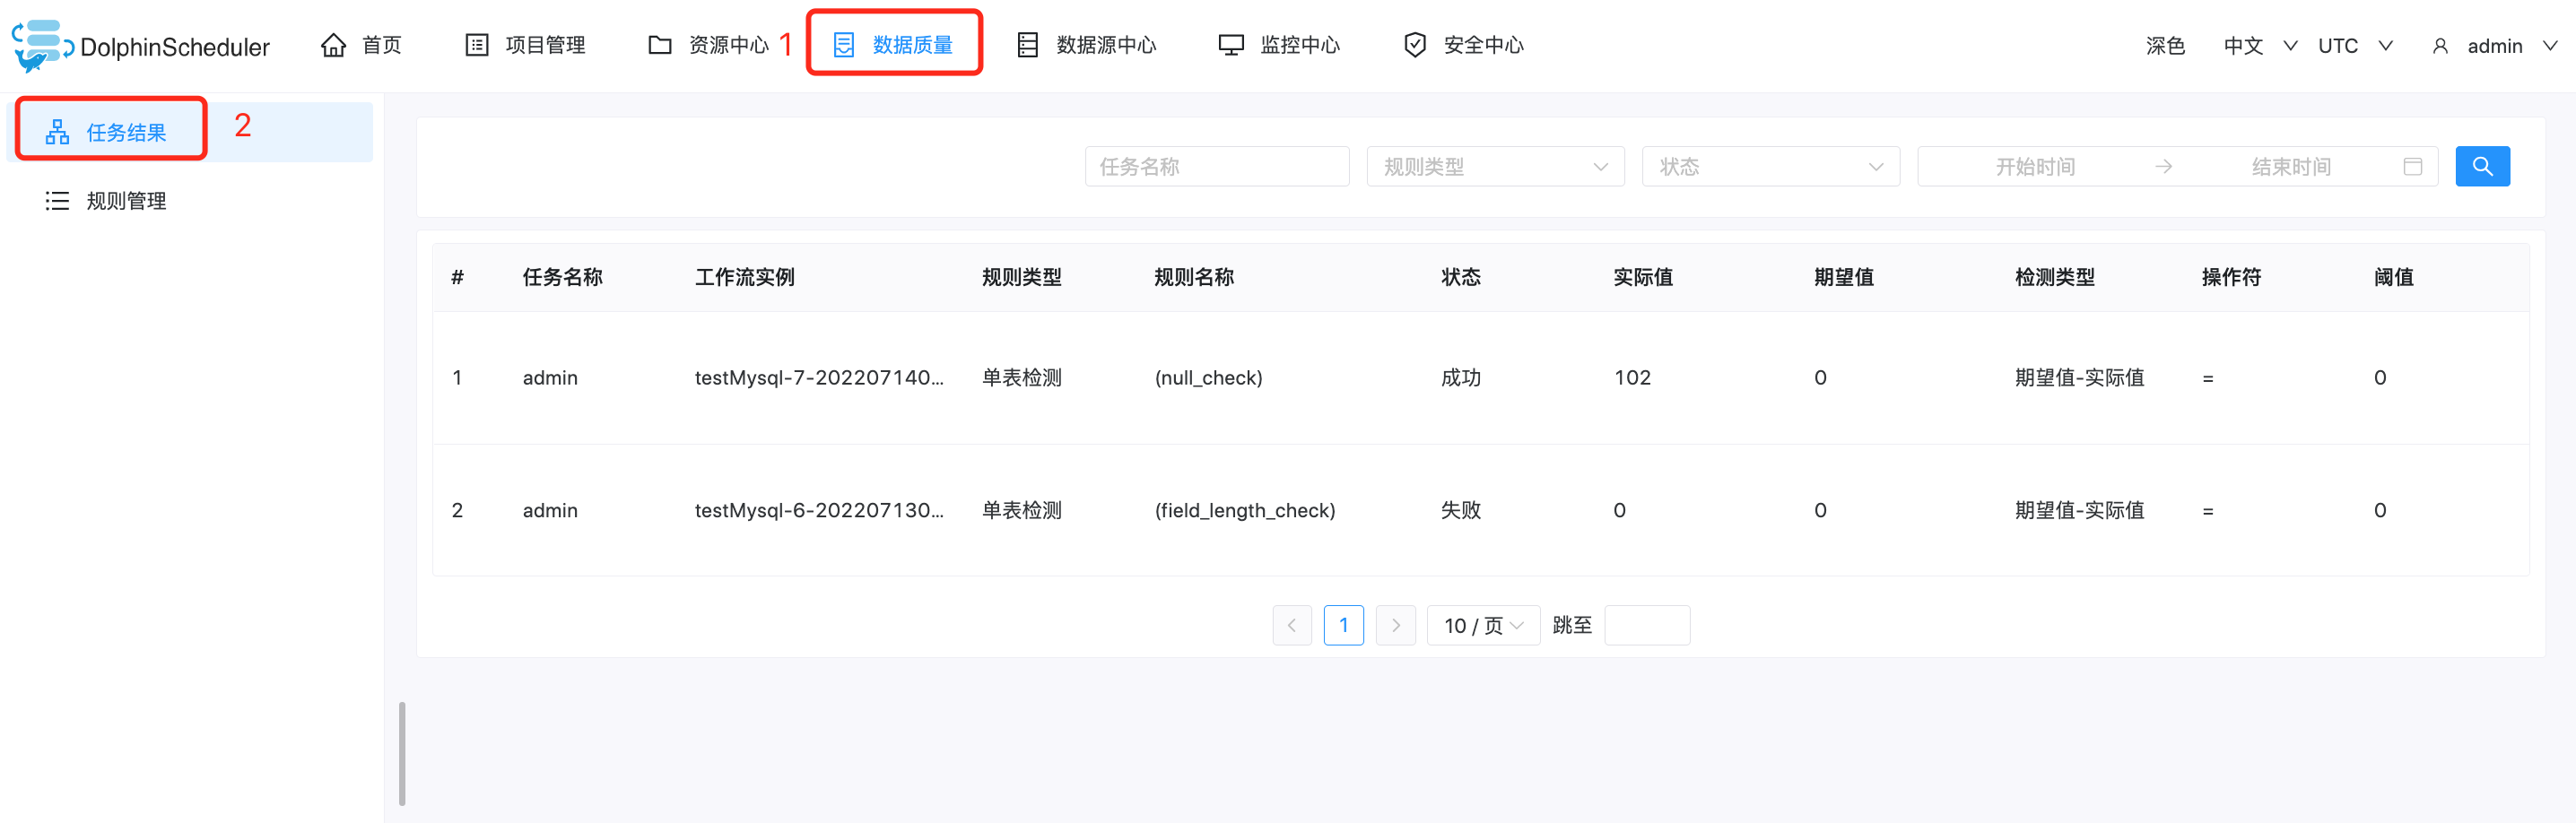 DolphinScheduler 首页 项目管理 资源中心 1 数据质量 数据源中心 监控中心 安全中心 深色 中文 UTC admin
任务结果 2
规则管理
任务名称 规则类型 状态 开始时间 → 结束时间
# 任务名称 工作流实例 规则类型 规则名称 状态 实际值 期望值 检测类型 操作符 阈值
1 admin testMysql-7-202207140... 单表检测 (null_check) 成功 102 0 期望值-实际值 = 0
2 admin testMysql-6-202207130... 单表检测 (field_length_check) 失败 0 0 期望值-实际值 = 0
1 10 / 页 跳至